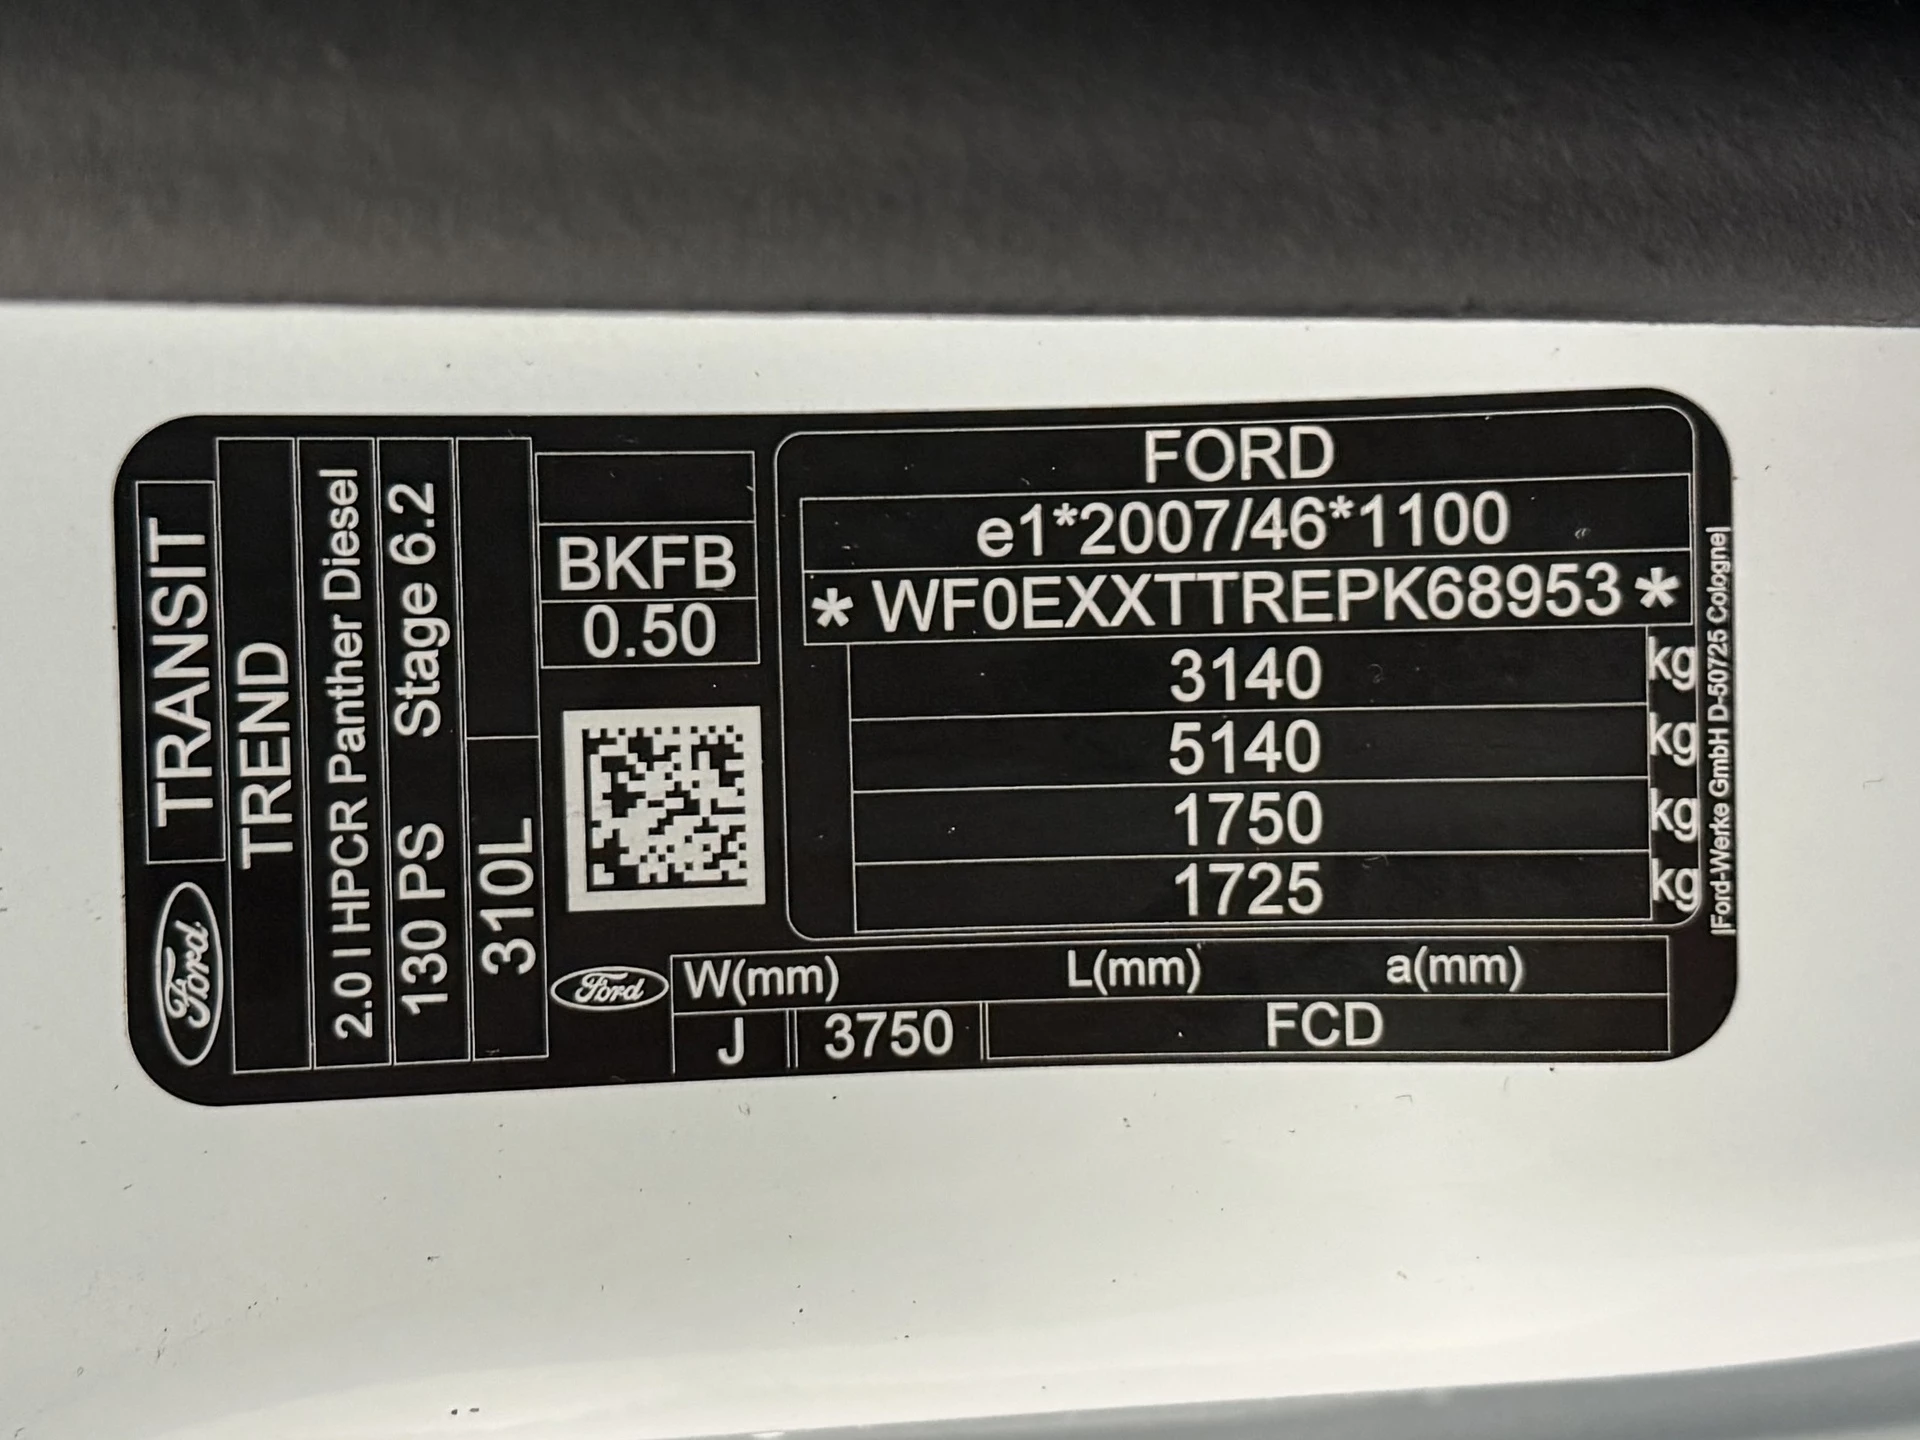 Ford TRANSIT
TREND
2.0 l HPCR Panther Diesel
130 PS Stage 6.2
310L
BKFB
0.50
FORD
e1*2007/46*1100
* WF0EXXTTREPK68953 *
3140 kg
5140 kg
1750 kg
1725 kg
|Ford-Werke GmbH D-50725 Cologne|
Ford
W(mm) L(mm) a(mm)
J 3750 FCD